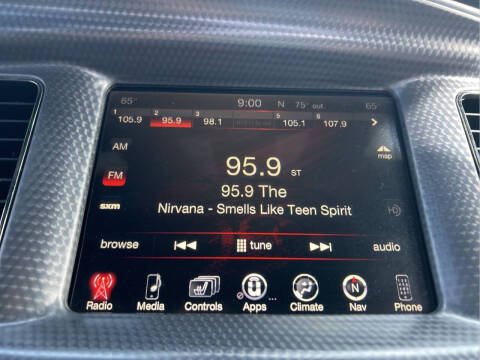 65° 9:00 N 75° out. 65°
1 105.9 2 95.9 3 98.1 5 105.1 6 107.9
AM
95.9 ST
map
FM
95.9 The
sxm
Nirvana - Smells Like Teen Spirit
browse tune audio
Radio Media Controls Apps Climate Nav Phone